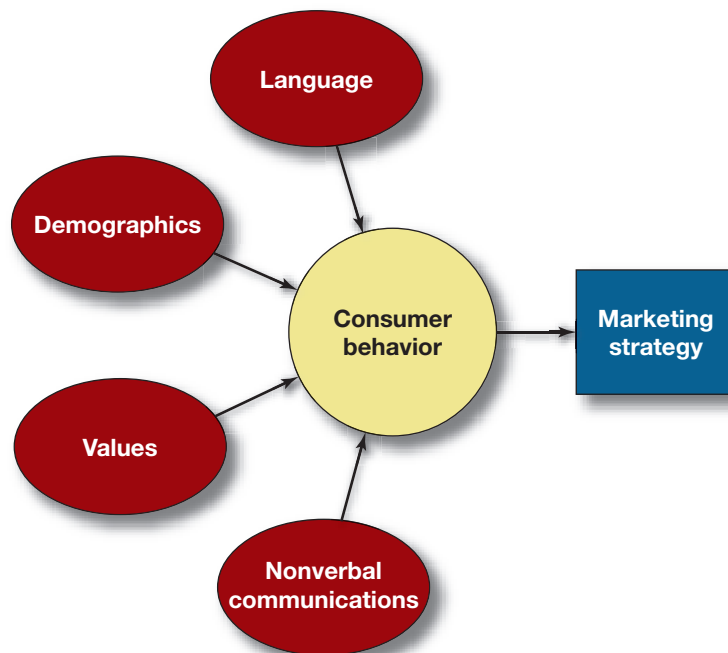 Language
Demographics
Consumer
behavior
Marketing
strategy
Values
Nonverbal
communications